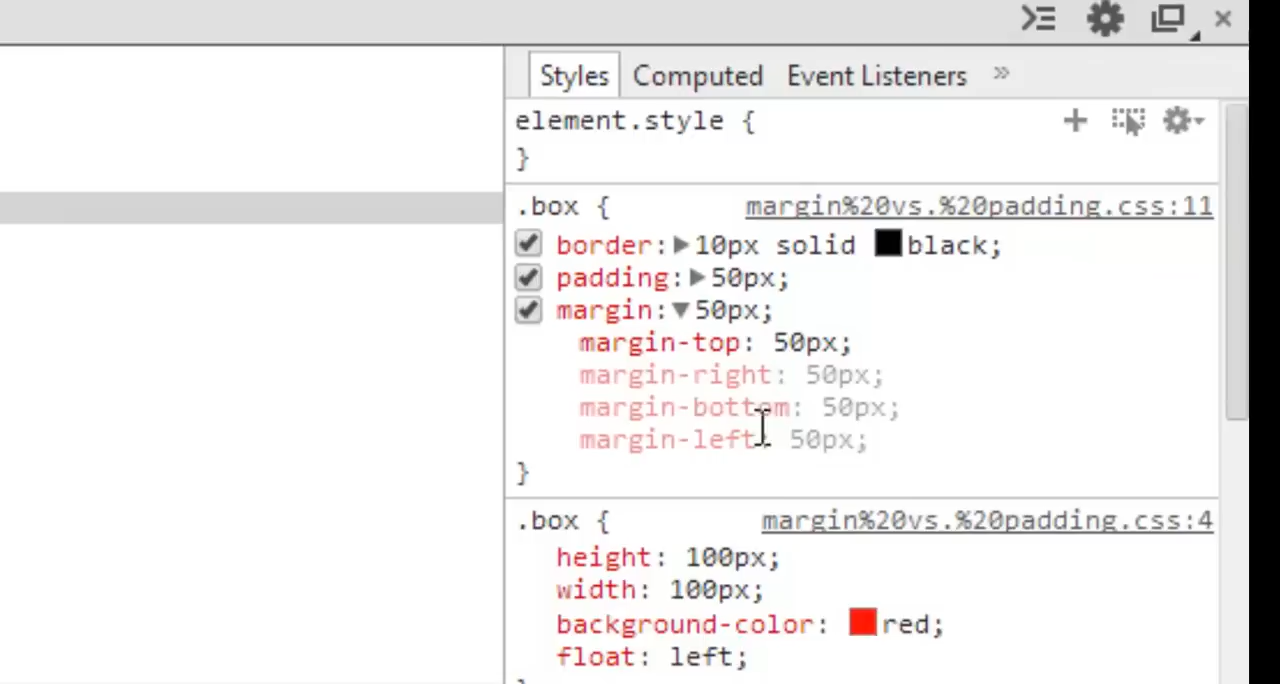 Styles Computed Event Listeners »
element.style {
}
.box { margin%20vs.%20padding.css:11
border: 10px solid black;
padding: 50px;
margin: 50px;
margin-top: 50px;
margin-right: 50px;
margin-bottom: 50px;
margin-left: 50px;
}
.box { margin%20vs.%20padding.css:4
height: 100px;
width: 100px;
background-color: red;
float: left;
}